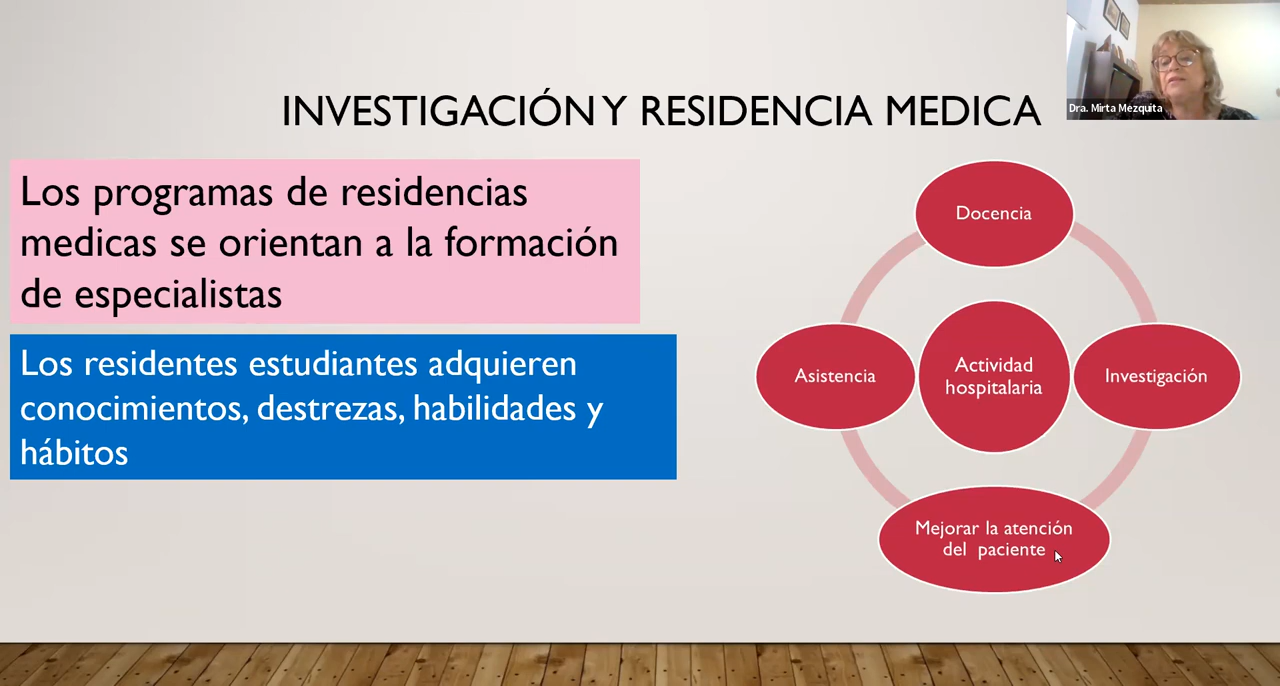 INVESTIGACIÓN Y RESIDENCIA MEDICA
Dra. Mirta Mezquita
Los programas de residencias
medicas se orientan a la formación
de especialistas
Los residentes estudiantes adquieren
conocimientos, destrezas, habilidades y
hábitos
Docencia
Asistencia
Actividad
hospitalaria
Investigación
Mejorar la atención
del paciente